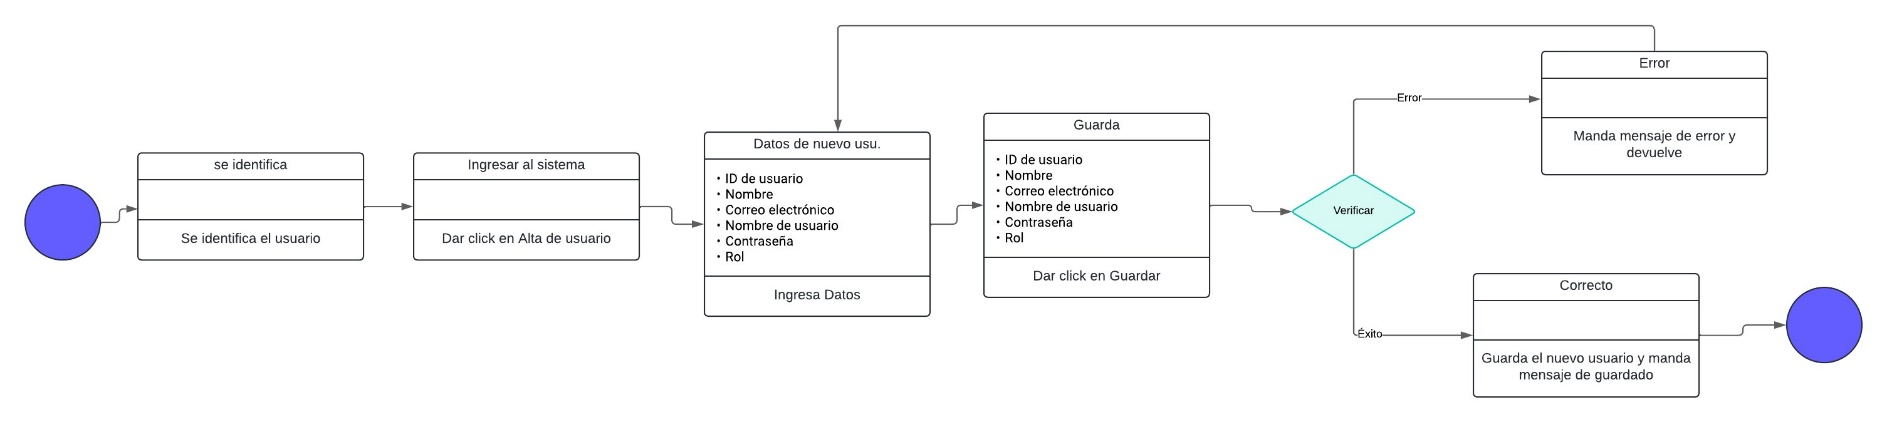 se identifica
Se identifica el usuario
Ingresar al sistema
Dar click en Alta de usuario
Datos de nuevo usu.
• ID de usuario
• Nombre
• Correo electrónico
• Nombre de usuario
• Contraseña
• Rol
Ingresa Datos
Guarda
• ID de usuario
• Nombre
• Correo electrónico
• Nombre de usuario
• Contraseña
• Rol
Dar click en Guardar
Verificar
Error
Error
Manda mensaje de error y
devuelve
Éxito
Correcto
Guarda el nuevo usuario y manda
mensaje de guardado